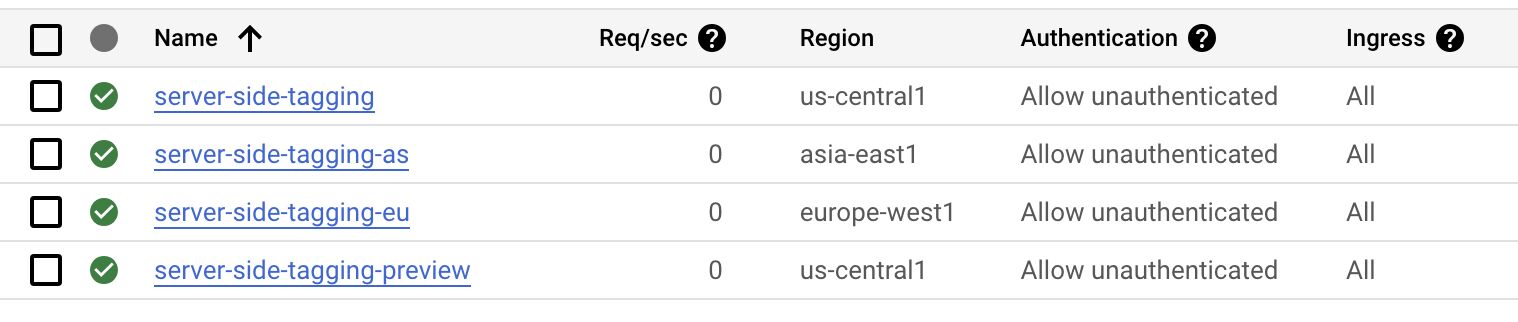 Name ↑ Req/sec ? Region Authentication ? Ingress ?
server-side-tagging 0 us-central1 Allow unauthenticated All
server-side-tagging-as 0 asia-east1 Allow unauthenticated All
server-side-tagging-eu 0 europe-west1 Allow unauthenticated All
server-side-tagging-preview 0 us-central1 Allow unauthenticated All